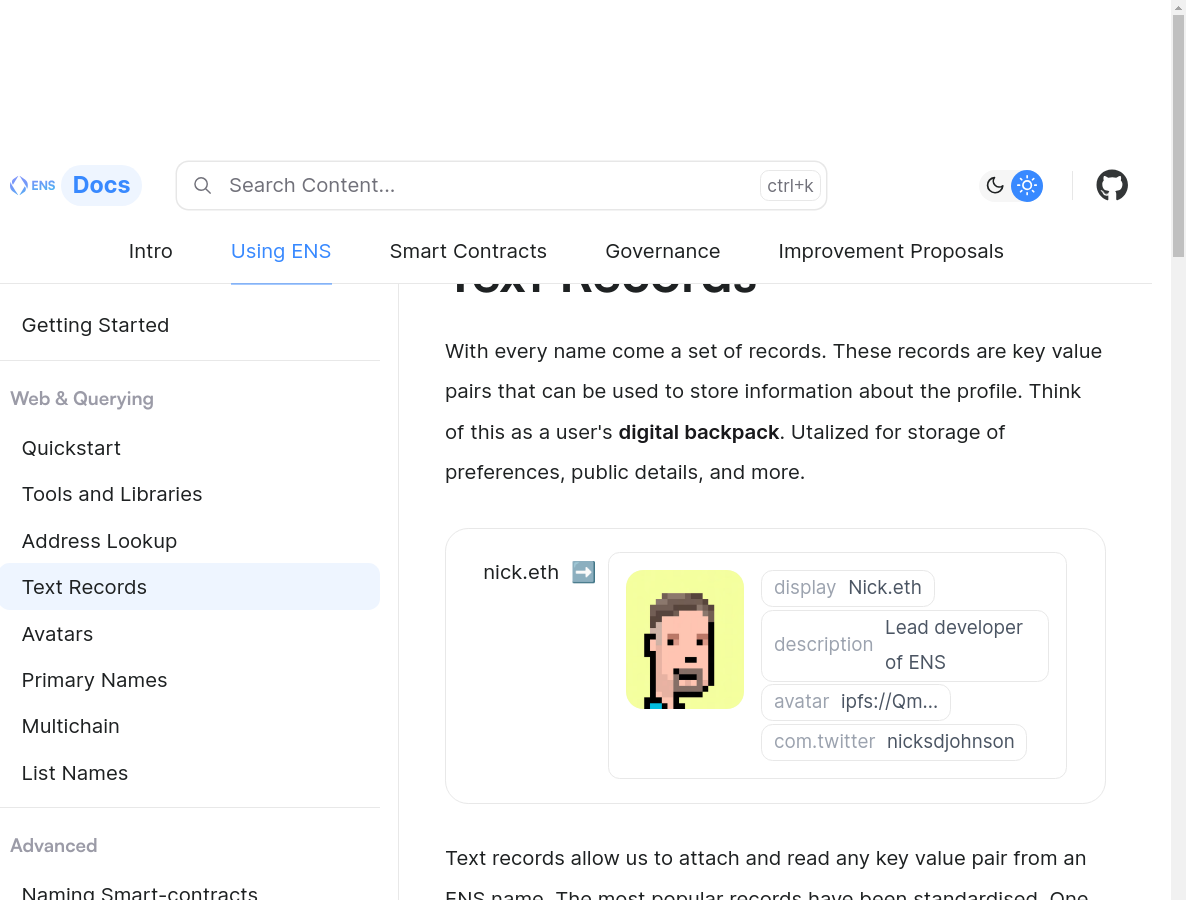 ENS Docs
Search Content...
ctrl+k
Intro
Using ENS
Smart Contracts
Governance
Improvement Proposals
Getting Started
Web & Querying
Quickstart
Tools and Libraries
Address Lookup
Text Records
Avatars
Primary Names
Multichain
List Names
Advanced
Naming Smart-contracts
Text Records
With every name come a set of records. These records are key value
pairs that can be used to store information about the profile. Think
of this as a user's digital backpack. Utalized for storage of
preferences, public details, and more.
nick.eth ➡️
display Nick.eth
description Lead developer
of ENS
avatar ipfs://Qm...
com.twitter nicksdjohnson
Text records allow us to attach and read any key value pair from an
ENS name. The most popular records have been standardised. One